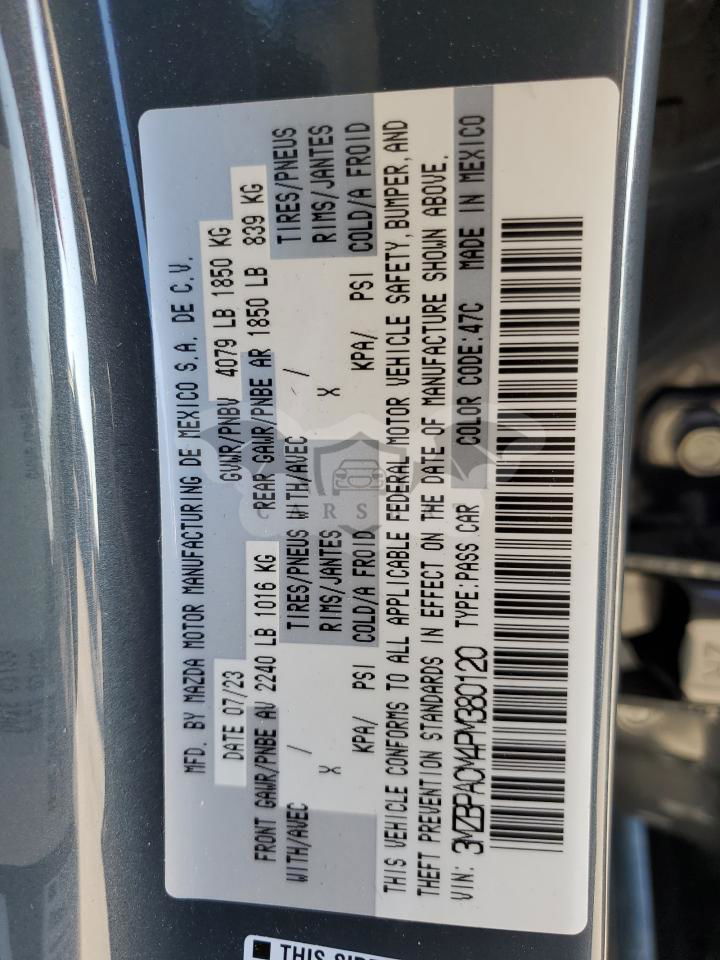 MFD. BY MAZDA MOTOR MANUFACTURING DE MEXICO S.A. DE C.V.
DATE 07/23 GVWR/PNBV 4079 LB 1850 KG
FRONT GAWR/PNBE AV 2240 LB 1016 KG REAR GAWR/PNBE AR 1850 LB 839 KG
WITH/AVEC TIRES/PNEUS WITH/AVEC / TIRES/PNEUS
X RIMS/JANTES X RIMS/JANTES
KPA/ PSI COLD/A FROID KPA/ PSI COLD/A FROID
THIS VEHICLE CONFORMS TO ALL APPLICABLE FEDERAL MOTOR VEHICLE SAFETY, BUMPER, AND
THEFT PREVENTION STANDARDS IN EFFECT ON THE DATE OF MANUFACTURE SHOWN ABOVE.
VIN: 3MZBPACM4PM380120 TYPE:PASS CAR COLOR CODE:47C MADE IN MEXICO
CARS
THIS SIDE